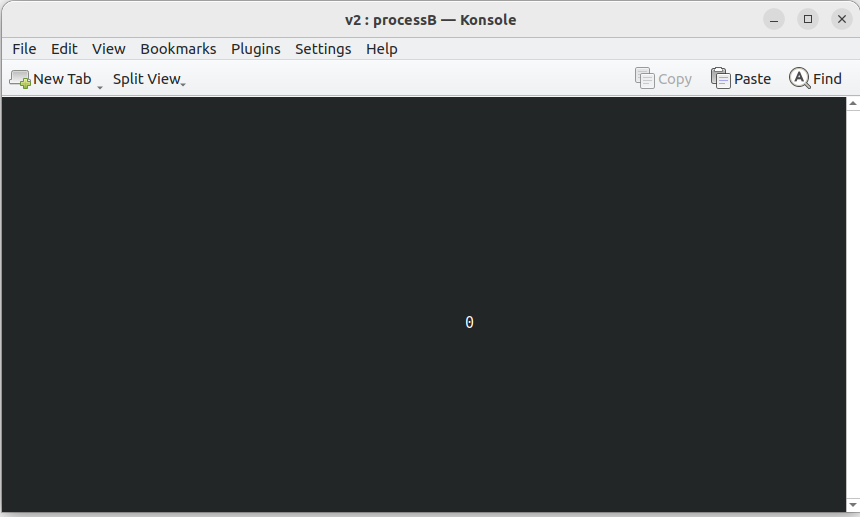 v2 : processB — Konsole
File Edit View Bookmarks Plugins Settings Help
New Tab Split View Copy Paste Find
0